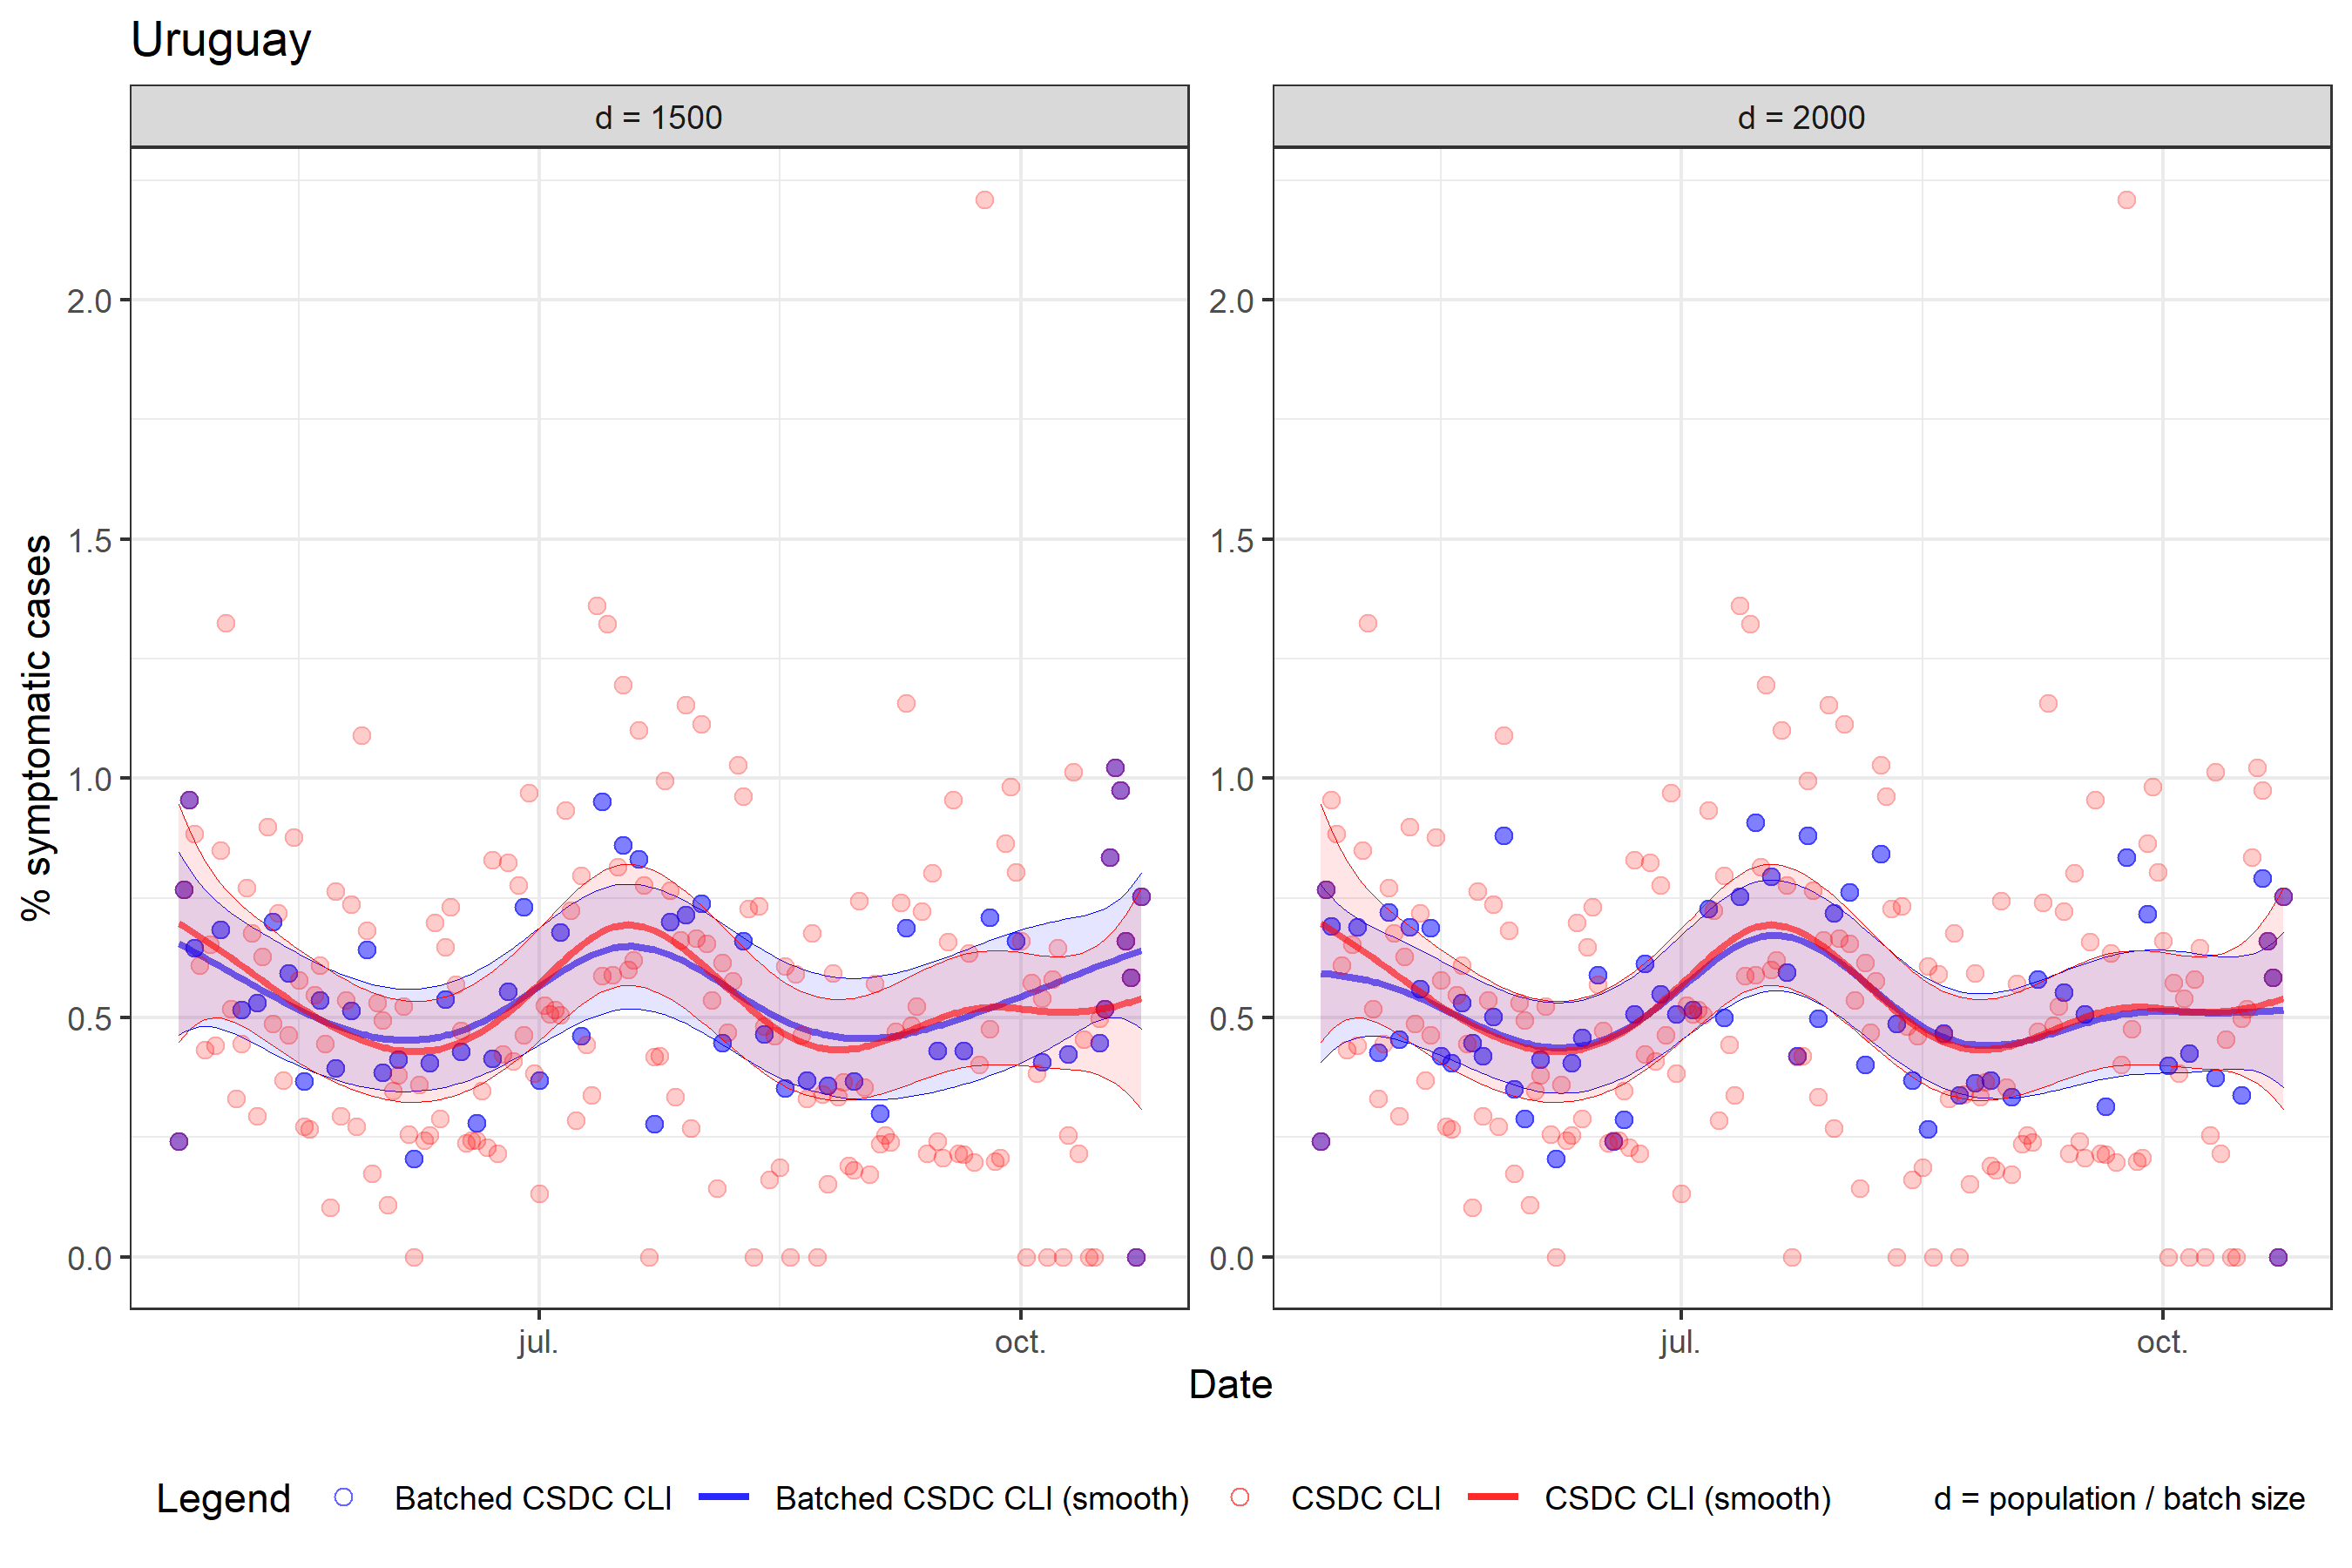 Uruguay
d = 1500
d = 2000
% symptomatic cases
2.0
1.5
1.0
0.5
0.0
2.0
1.5
1.0
0.5
0.0
jul.
oct.
jul.
oct.
Date
Legend Batched CSDC CLI Batched CSDC CLI (smooth) CSDC CLI CSDC CLI (smooth) d = population / batch size